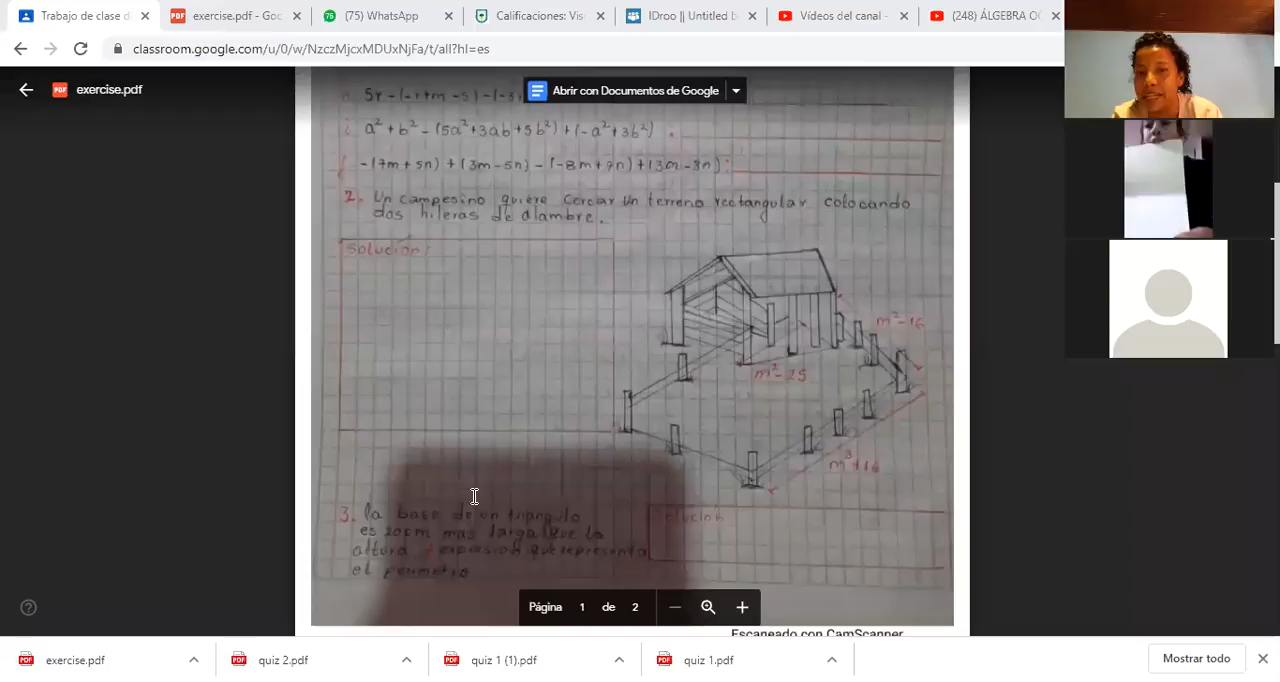 Trabajo de clase d
exercise.pdf - Goo
(75) WhatsApp
Calificaciones: Vis
IDroo || Untitled b
Vídeos del canal -
(248) ÁLGEBRA O
classroom.google.com/u/0/w/NzczMjcxMDUxNjFa/t/all?hl=es
exercise.pdf
Abrir con Documentos de Google
a² + b² - (5a² + 3ab + 5b²) + (-a² + 3b²)
-(7m + 5n) + (3m - 5n) - (-8m + 7n) + (3m - 8n) :
2. Un campesino quiere cercar un terreno rectangular colocando
dos hileras de alambre.
Solución:
m² - 16
m² - 25
m³ + 16
3. la base de un triangulo
es 20cm mas larga que la
altura expresion que representa
el perimetro
Solución
Página 1 de 2
Escaneado con CamScanner
exercise.pdf
quiz 2.pdf
quiz 1 (1).pdf
quiz 1.pdf
Mostrar todo